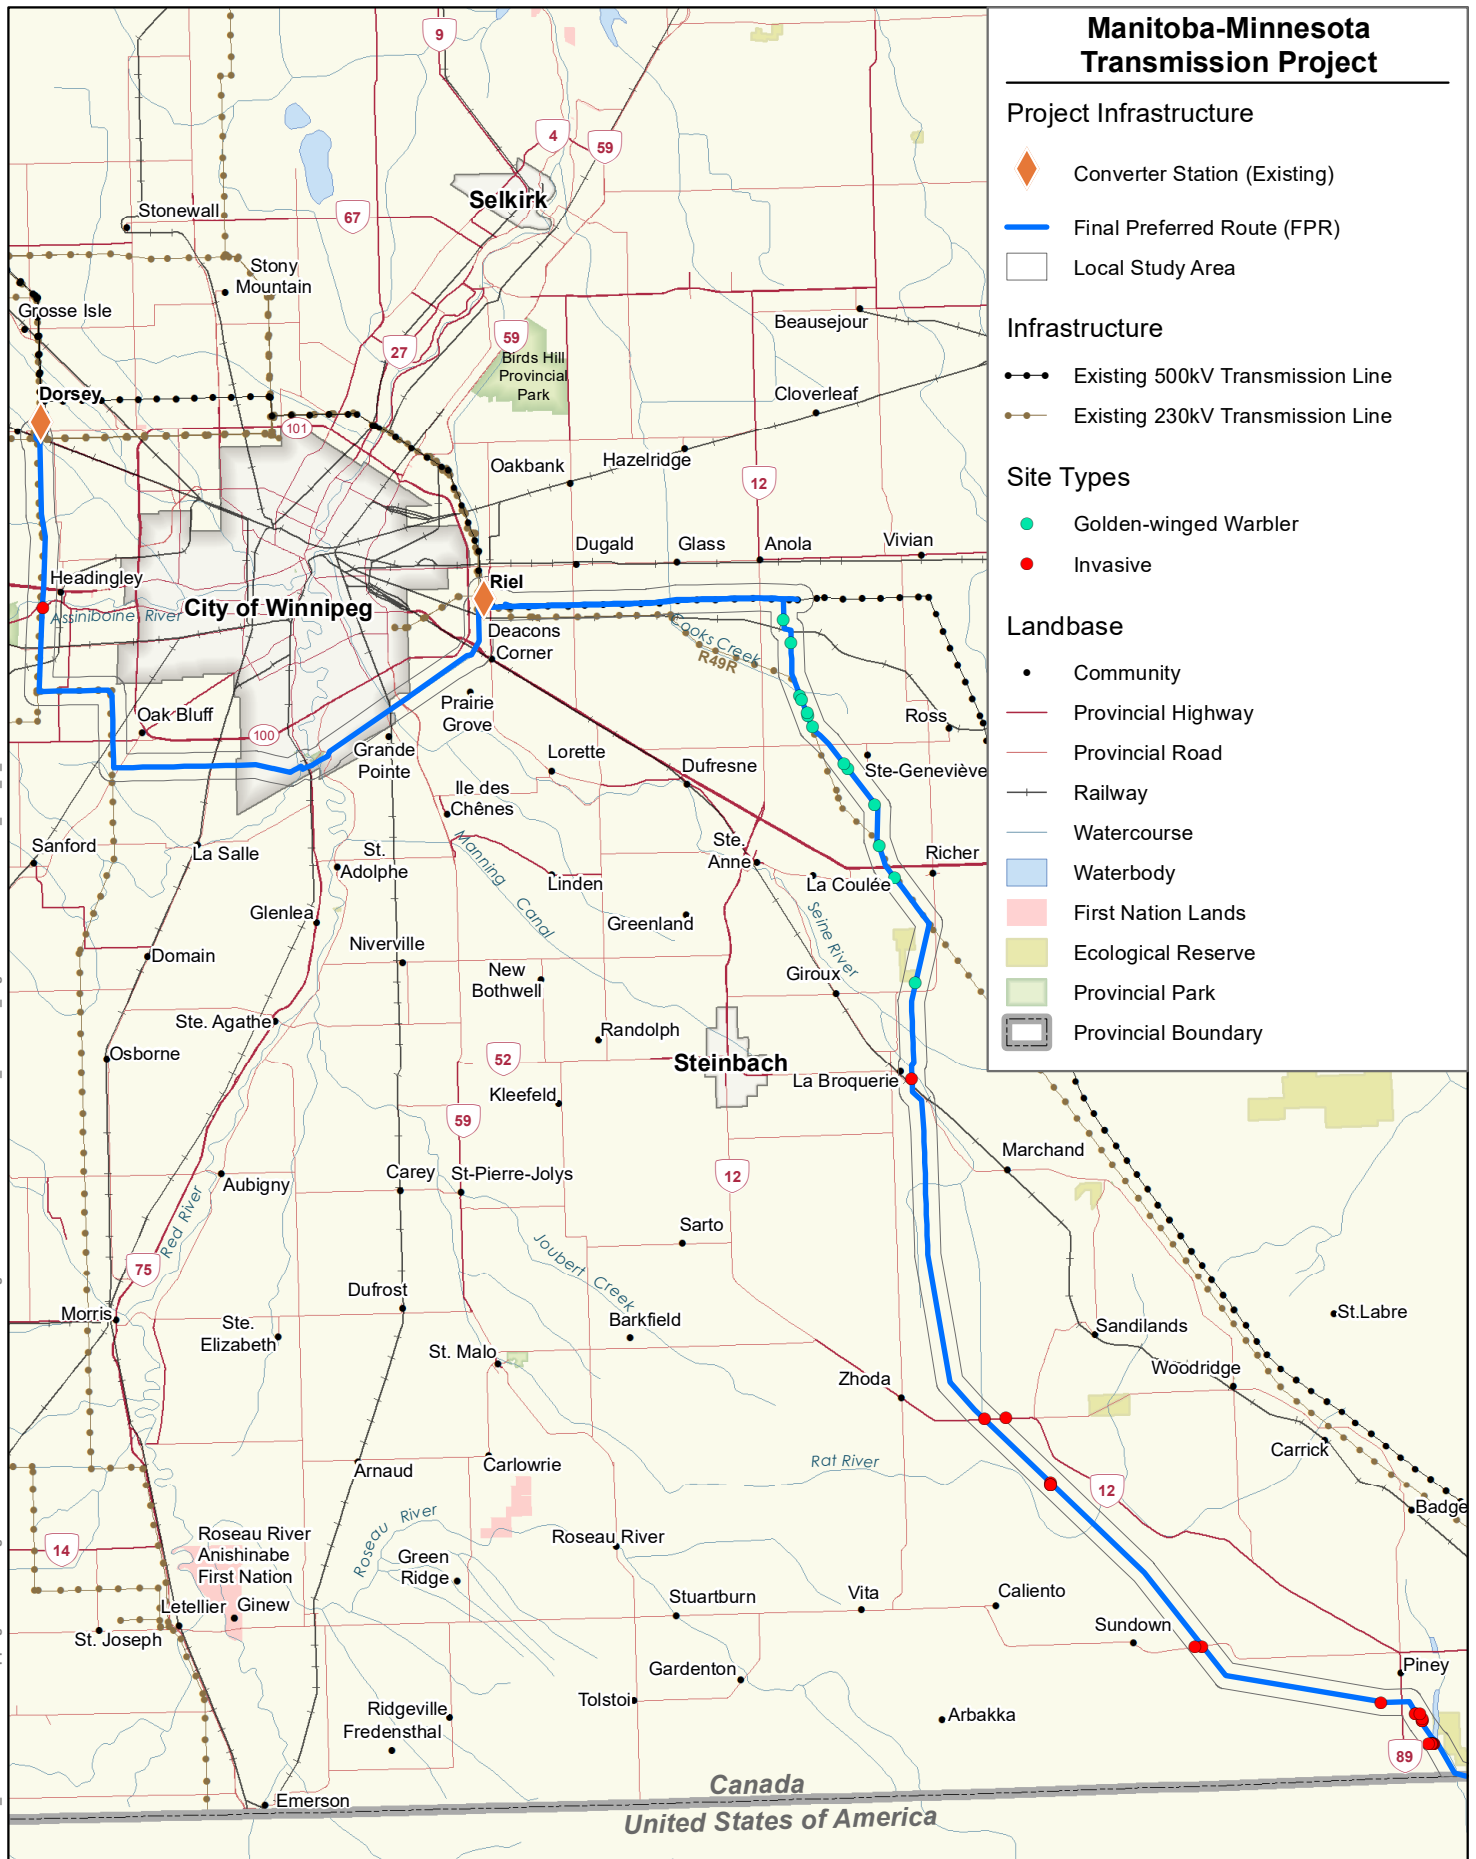 Manitoba-Minnesota
Transmission Project
Project Infrastructure
Converter Station (Existing)
Final Preferred Route (FPR)
Local Study Area
Infrastructure
Existing 500kV Transmission Line
Existing 230kV Transmission Line
Site Types
Golden-winged Warbler
Invasive
Landbase
Community
Provincial Highway
Provincial Road
Railway
Watercourse
Waterbody
First Nation Lands
Ecological Reserve
Provincial Park
Provincial Boundary
9
4
59
Selkirk
Stonewall
67
Stony
Mountain
Grosse Isle
Beausejour
59
27
Birds Hill
Provincial
Park
Dorsey
Cloverleaf
101
Oakbank
Hazelridge
12
Dugald
Glass
Anola
Vivian
Headingley
Riel
City of Winnipeg
Assiniboine River
Deacons
Corner
Cooks Creek
R49R
Prairie
Grove
Oak Bluff
Ross
100
Grande
Pointe
Lorette
Dufresne
Ste-Geneviève
Ile des
Chênes
Sanford
La Salle
St.
Adolphe
Manning Canal
Ste.
Anne
Richer
Linden
La Coulée
Glenlea
Greenland
Seine River
Niverville
Domain
New
Bothwell
Giroux
Ste. Agathe
Randolph
Osborne
52
Steinbach
La Broquerie
Kleefeld
59
Marchand
Aubigny
Carey
St-Pierre-Jolys
12
Red River
Sarto
Joubert Creek
75
Dufrost
Morris
Ste.
Elizabeth
Barkfield
St.Labre
Sandilands
St. Malo
Woodridge
Zhoda
Carrick
Arnaud
Carlowrie
Rat River
12
Badge
Roseau River
14
Roseau River
Anishinabe
First Nation
Roseau River
Green
Ridge
Letellier
Ginew
Stuartburn
Vita
Caliento
St. Joseph
Sundown
Gardenton
Piney
Tolstoi
Ridgeville
Fredensthal
Arbakka
89
Emerson
Canada
United States of America